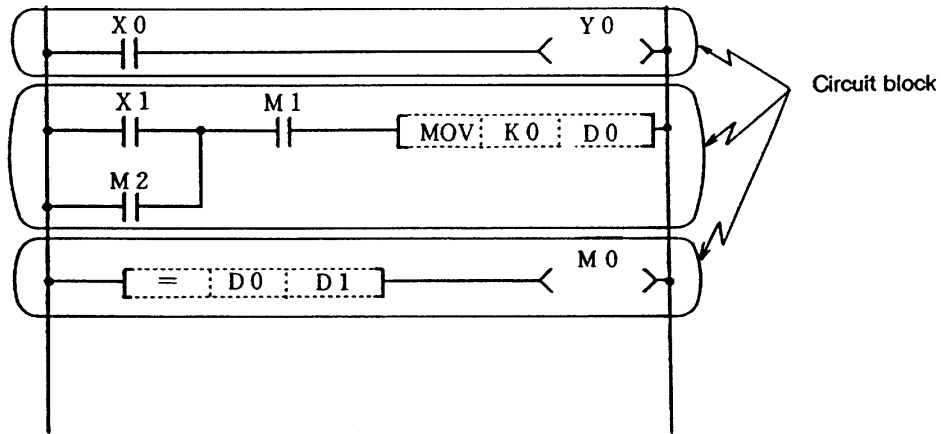 X0 Y0
Circuit block
X1 M1
MOV K0 D0
M2
M0
= D0 D1